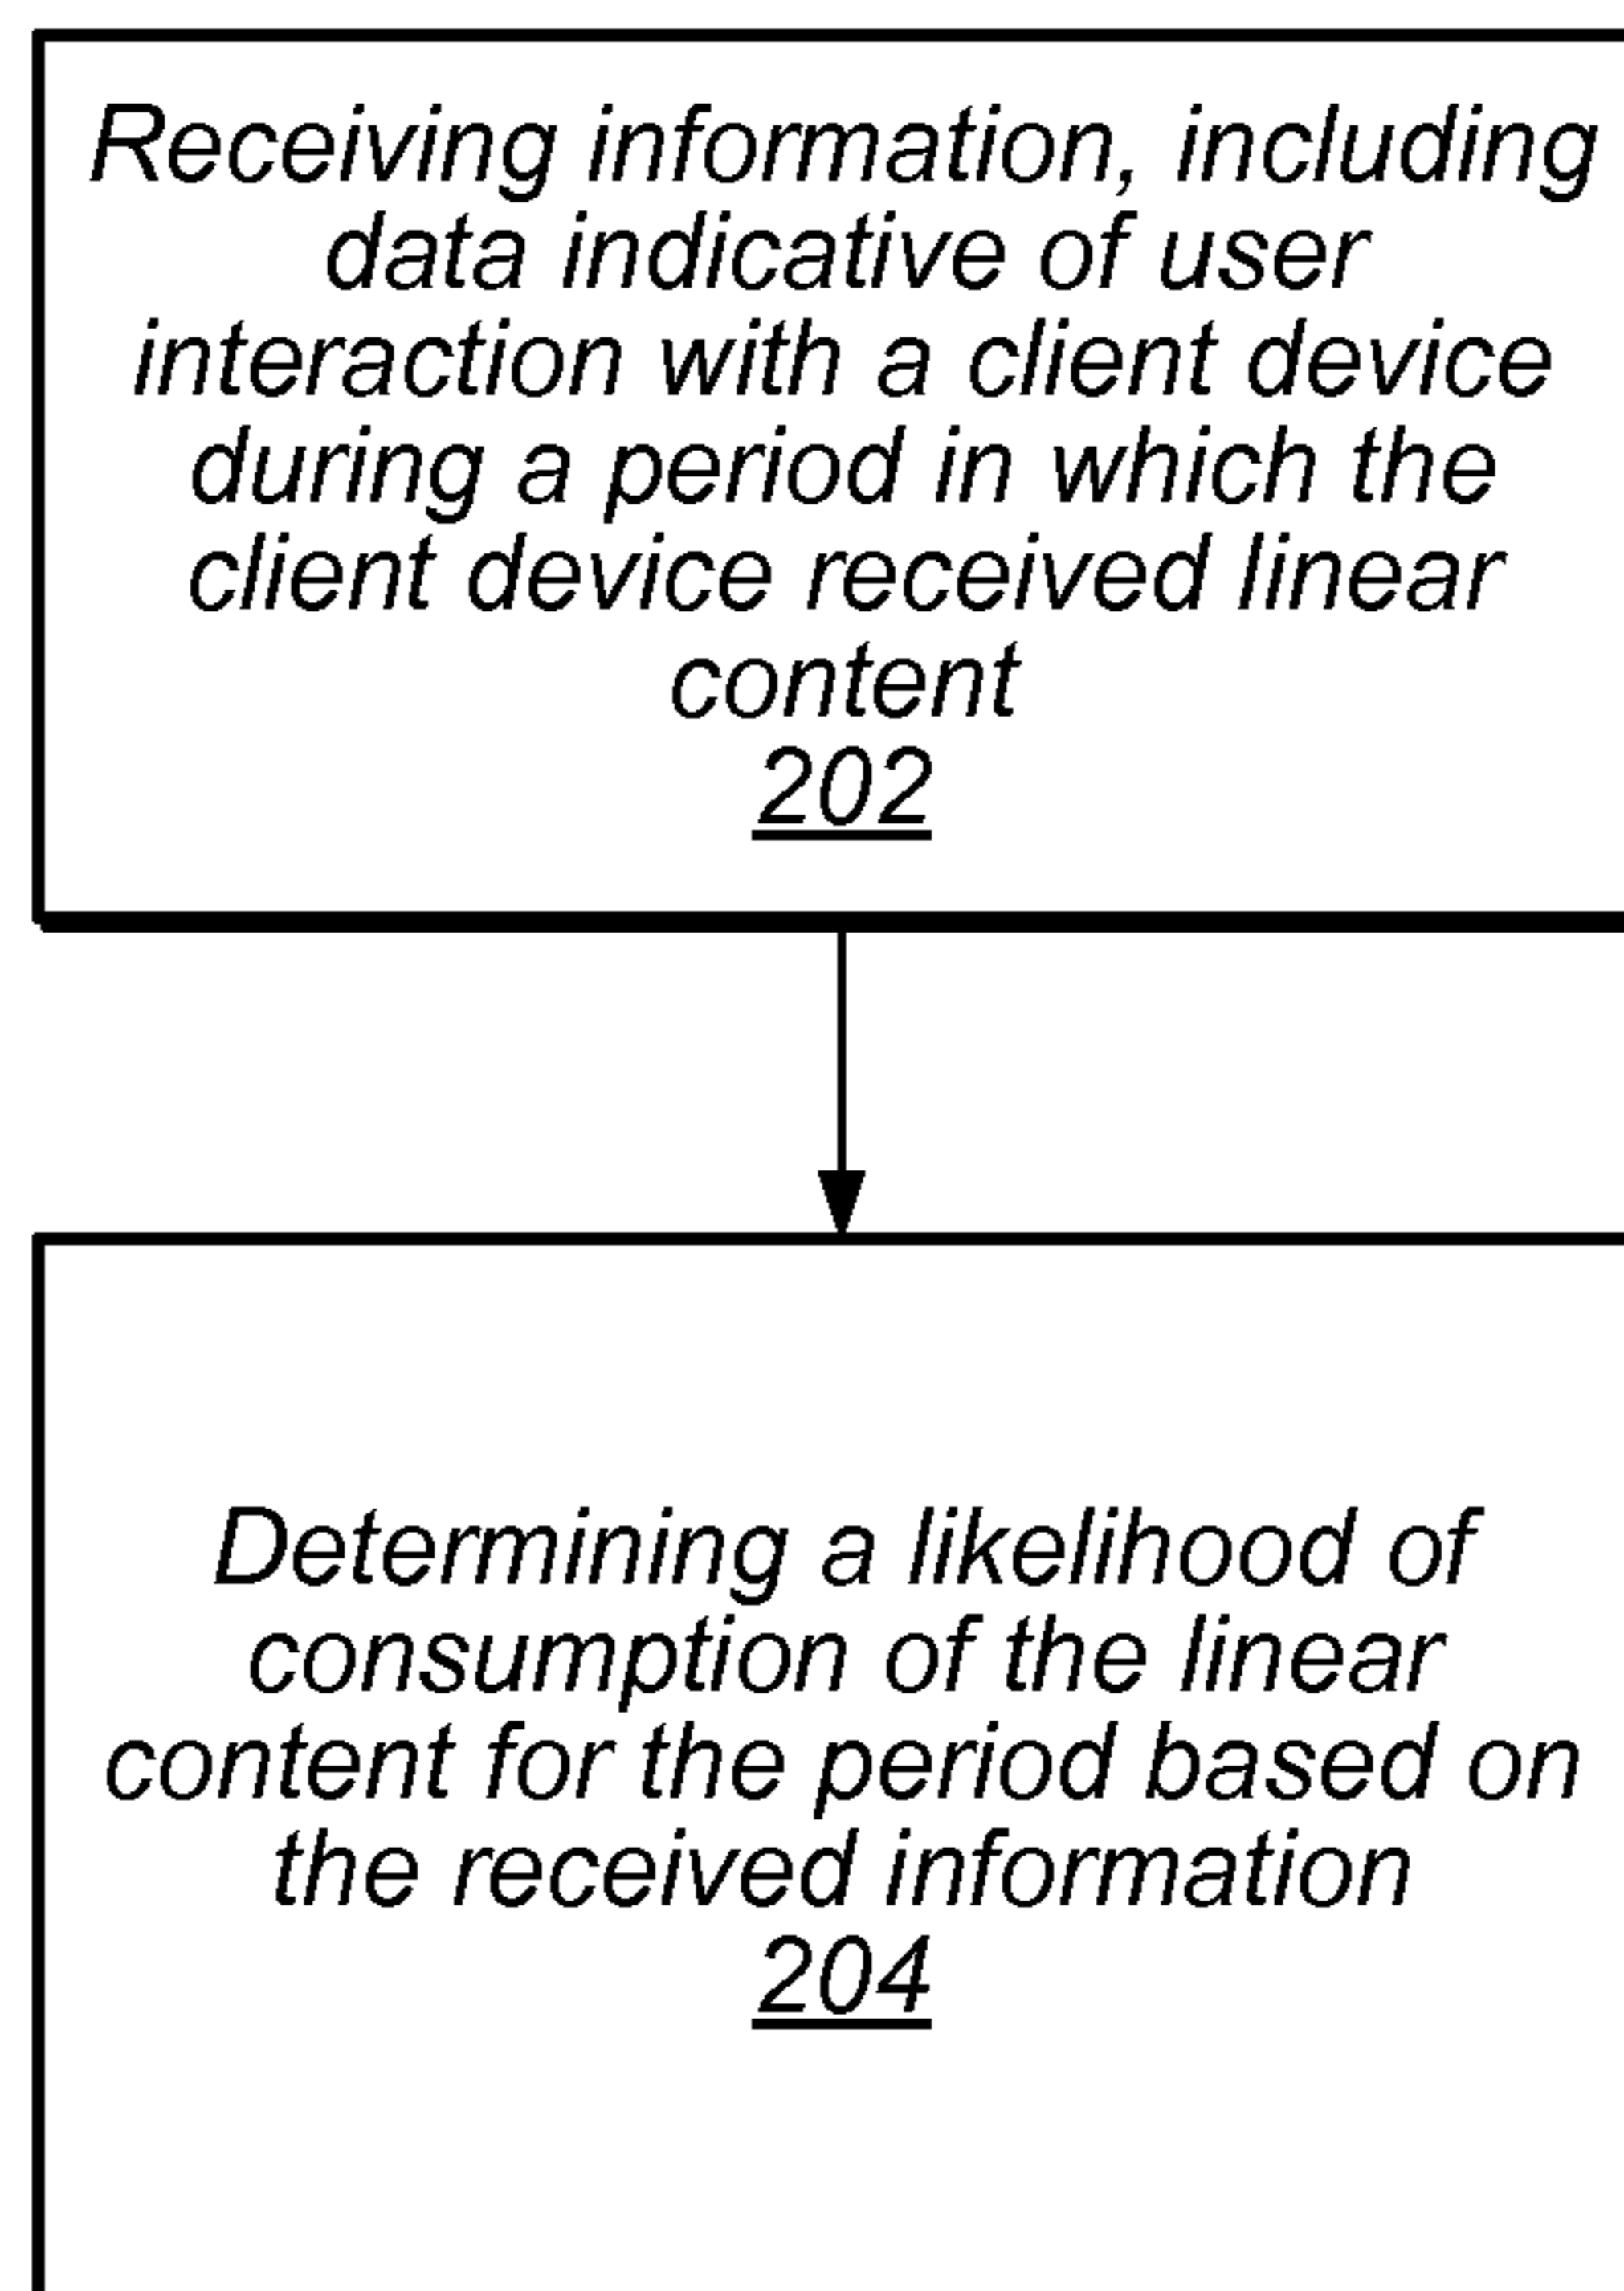 Receiving information, including
data indicative of user
interaction with a client device
during a period in which the
client device received linear
content
202
Determining a likelihood of
consumption of the linear
content for the period based on
the received information
204